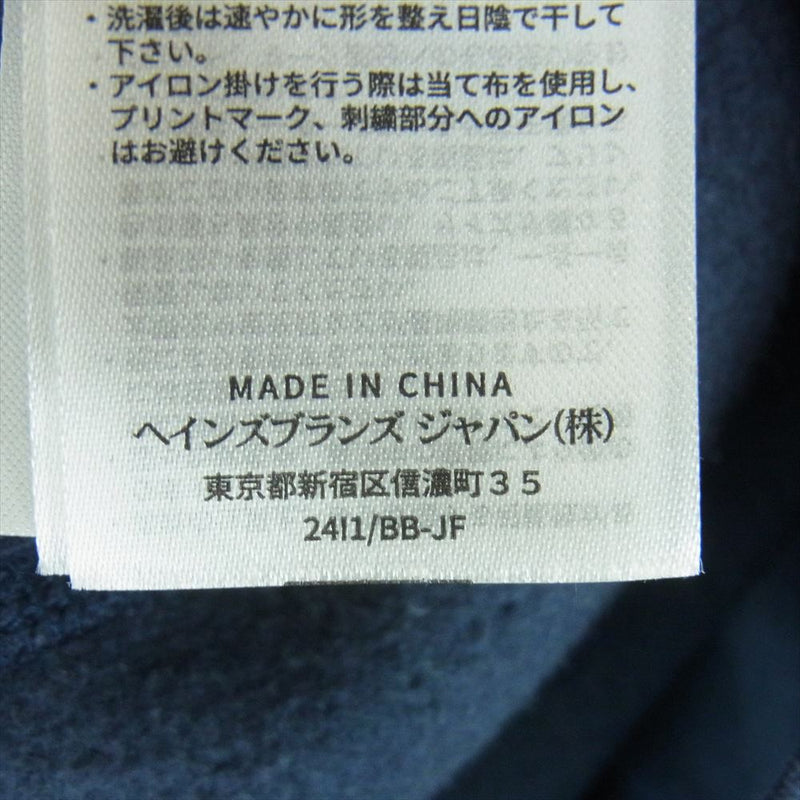 ・洗濯後は速やかに形を整え日陰で干して
下さい。
・アイロン掛けを行う際は当て布を使用し、
プリントマーク、刺繍部分へのアイロン
はお避けください。
MADE IN CHINA
ヘインズブランズ ジャパン(株)
東京都新宿区信濃町３５
24I1/BB-JF